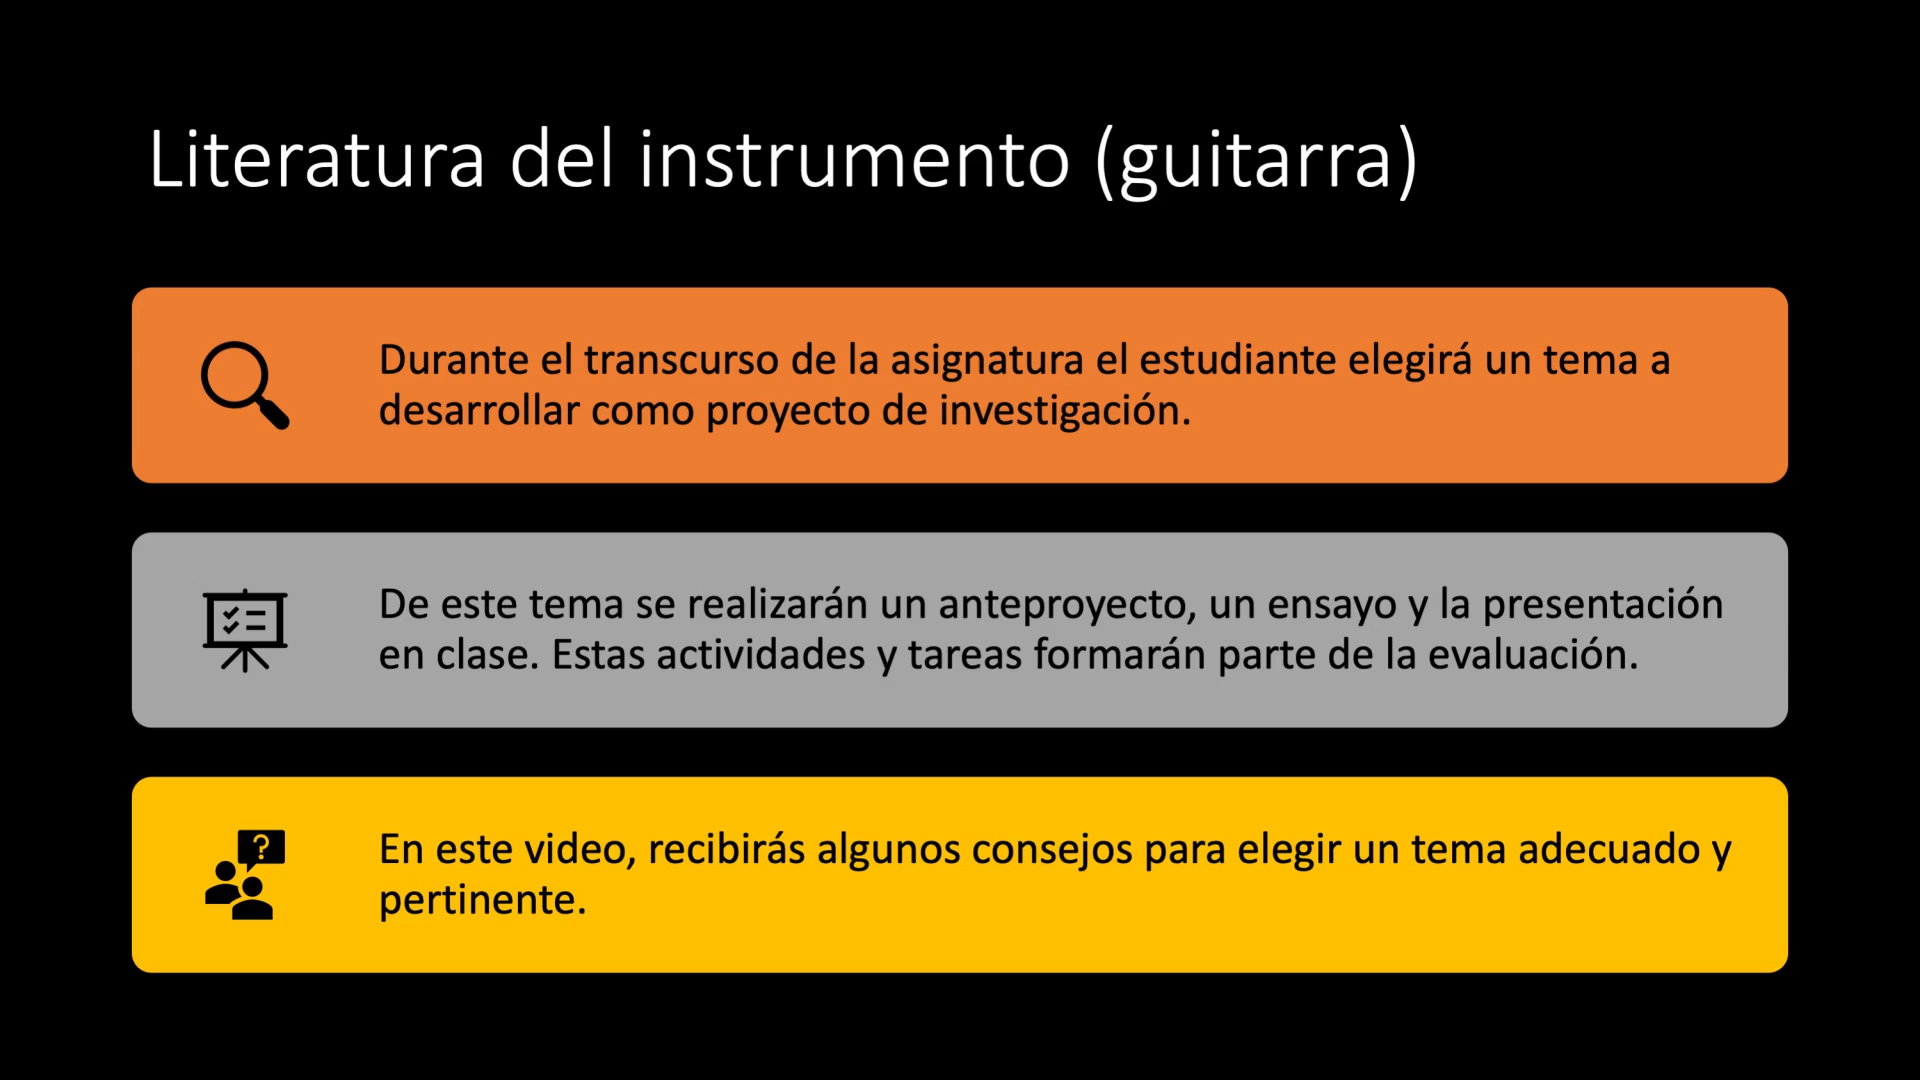 Literatura del instrumento (guitarra)
Durante el transcurso de la asignatura el estudiante elegirá un tema a
desarrollar como proyecto de investigación.
De este tema se realizarán un anteproyecto, un ensayo y la presentación
en clase. Estas actividades y tareas formarán parte de la evaluación.
?
En este video, recibirás algunos consejos para elegir un tema adecuado y
pertinente.